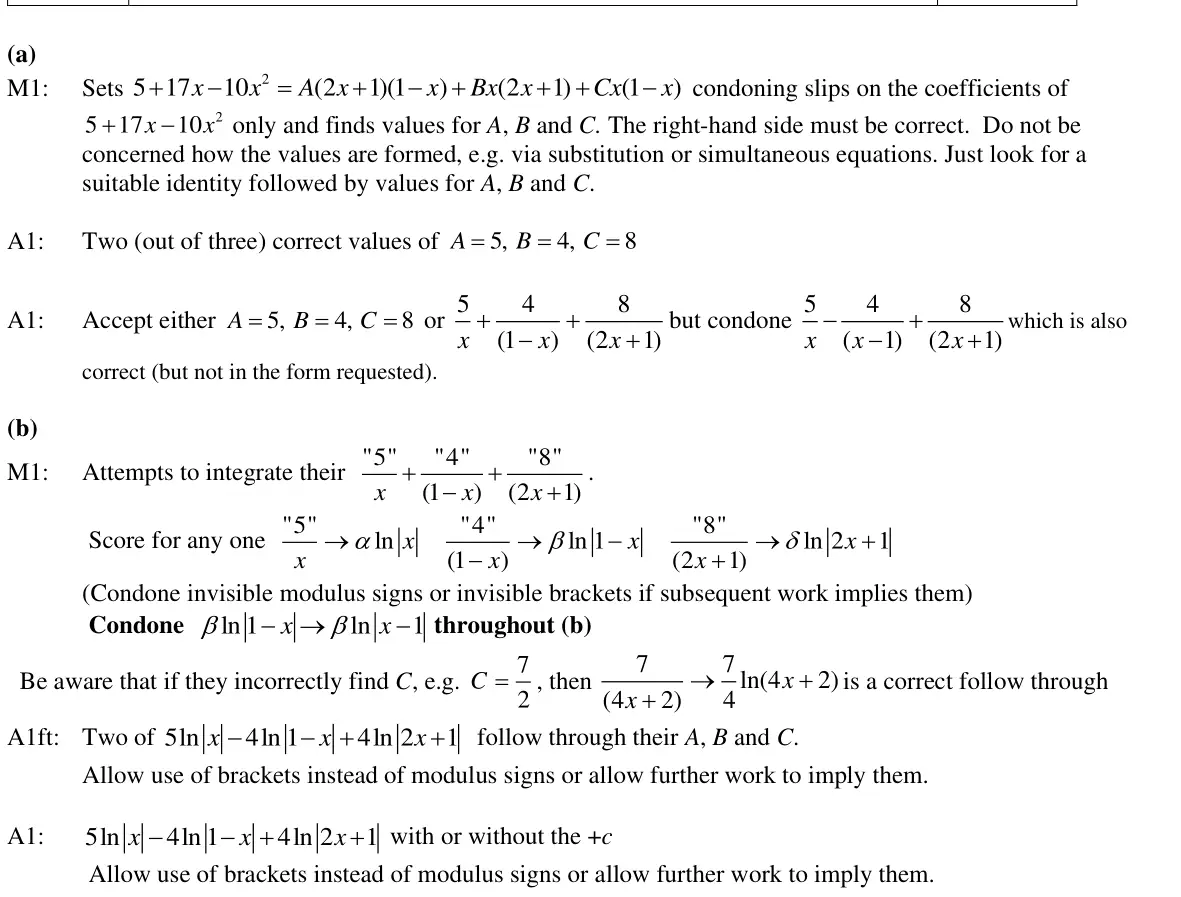 (a)
M1: Sets 5+17x−10x² = A(2x+1)(1−x)+Bx(2x+1)+Cx(1−x) condoning slips on the coefficients of
5+17x−10x² only and finds values for A, B and C. The right-hand side must be correct. Do not be
concerned how the values are formed, e.g. via substitution or simultaneous equations. Just look for a
suitable identity followed by values for A, B and C.
A1: Two (out of three) correct values of A = 5, B = 4, C = 8
A1: Accept either A = 5, B = 4, C = 8 or 5/x + 4/(1−x) + 8/(2x+1) but condone 5/x − 4/(x−1) + 8/(2x+1) which is also
correct (but not in the form requested).
(b)
M1: Attempts to integrate their "5"/x + "4"/(1−x) + "8"/(2x+1).
Score for any one "5"/x → α ln|x| "4"/(1−x) → β ln|1−x| "8"/(2x+1) → δ ln|2x+1|
(Condone invisible modulus signs or invisible brackets if subsequent work implies them)
Condone β ln|1−x| → β ln|x−1| throughout (b)
Be aware that if they incorrectly find C, e.g. C = 7/2, then 7/(4x+2) → 7/4 ln(4x+2) is a correct follow through
A1ft: Two of 5ln|x|−4ln|1−x|+4ln|2x+1| follow through their A, B and C.
Allow use of brackets instead of modulus signs or allow further work to imply them.
A1: 5ln|x|−4ln|1−x|+4ln|2x+1| with or without the +c
Allow use of brackets instead of modulus signs or allow further work to imply them.